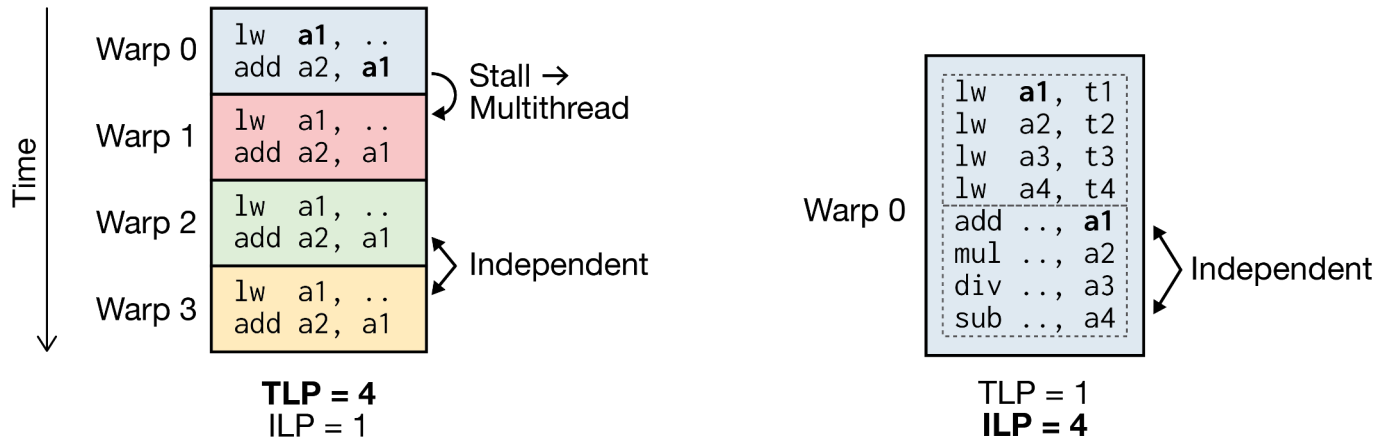 Time
Warp 0
lw a1, ..
add a2, a1
Stall →
Multithread
Warp 1
lw a1, ..
add a2, a1
Warp 2
lw a1, ..
add a2, a1
Independent
Warp 3
lw a1, ..
add a2, a1
TLP = 4
ILP = 1
Warp 0
lw a1, t1
lw a2, t2
lw a3, t3
lw a4, t4
add .., a1
mul .., a2
div .., a3
sub .., a4
Independent
TLP = 1
ILP = 4